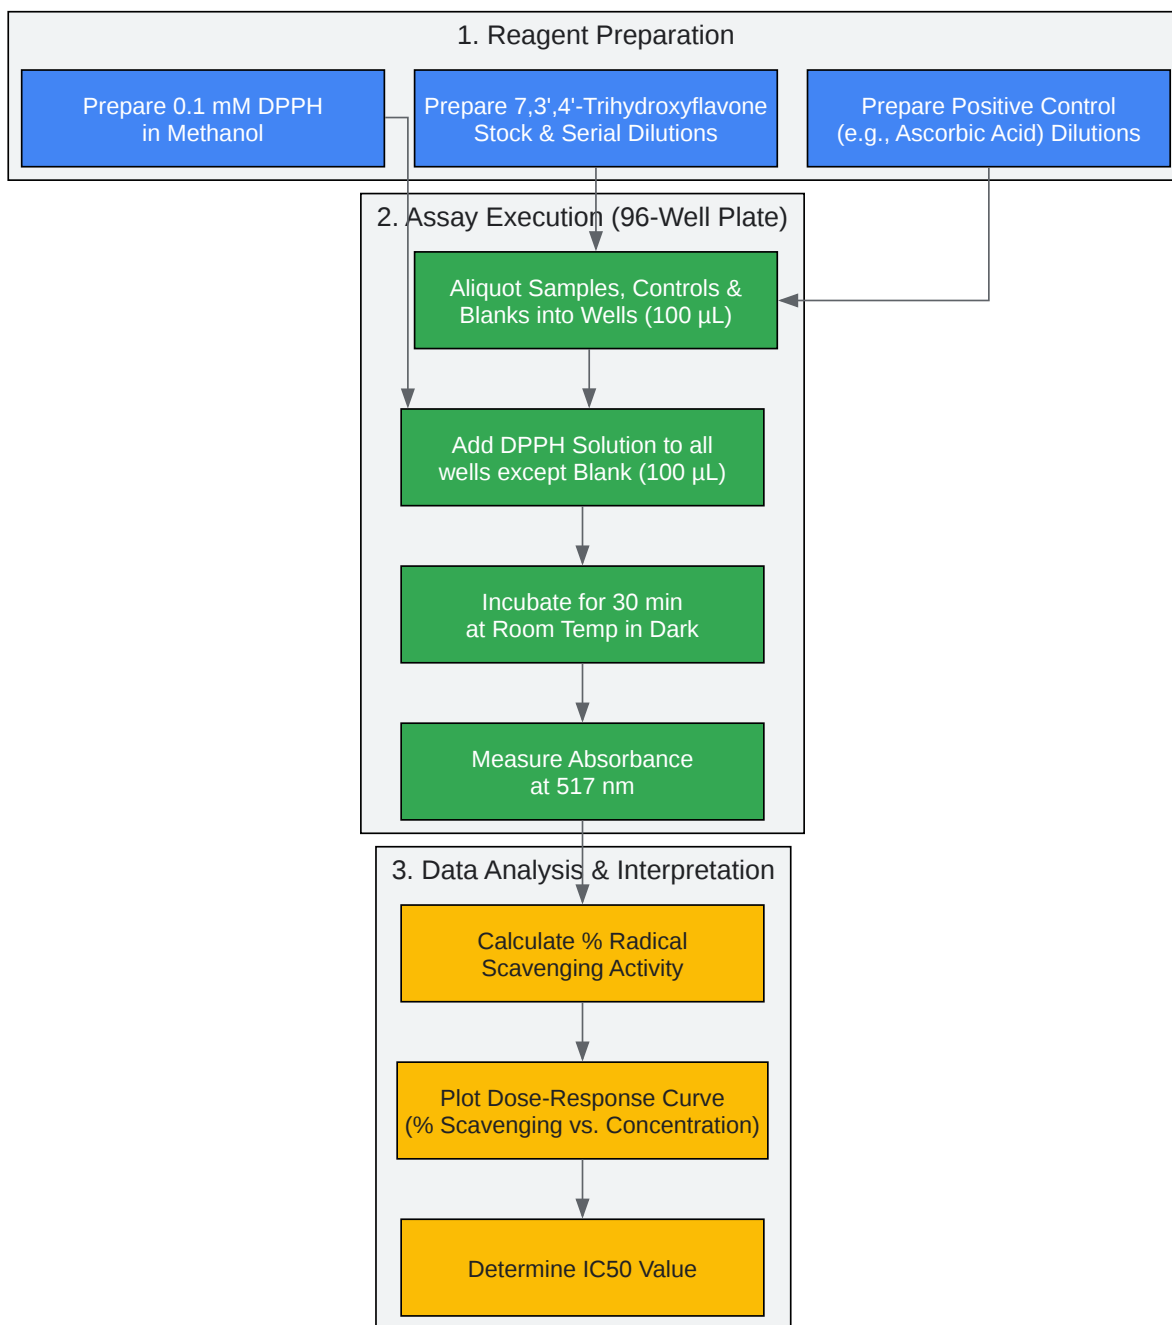 1. Reagent Preparation
Prepare 0.1 mM DPPH
in Methanol
Prepare 7,3',4'-Trihydroxyflavone
Stock & Serial Dilutions
Prepare Positive Control
(e.g., Ascorbic Acid) Dilutions
2. Assay Execution (96-Well Plate)
Aliquot Samples, Controls &
Blanks into Wells (100 µL)
Add DPPH Solution to all
wells except Blank (100 µL)
Incubate for 30 min
at Room Temp in Dark
Measure Absorbance
at 517 nm
3. Data Analysis & Interpretation
Calculate % Radical
Scavenging Activity
Plot Dose-Response Curve
(% Scavenging vs. Concentration)
Determine IC50 Value